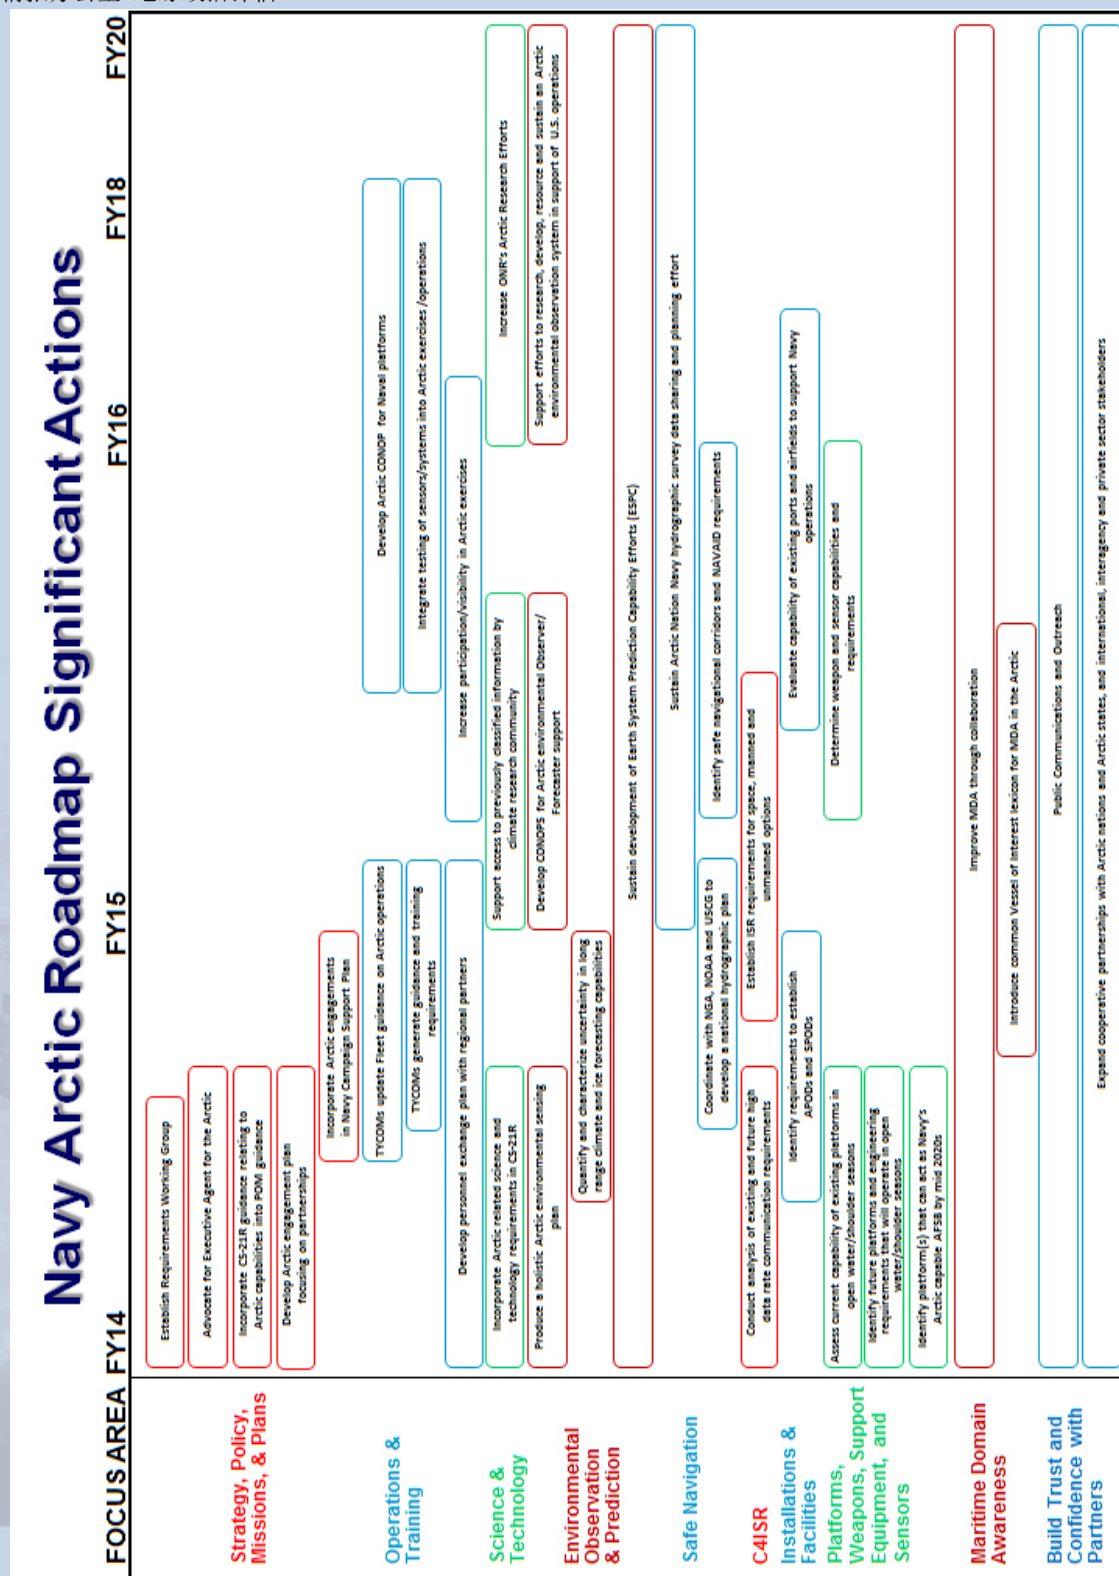 Navy Arctic Roadmap Significant Actions
FOCUS AREA
FY14
FY15
FY16
FY18
FY20
Strategy, Policy,
Missions, & Plans
Establish Requirements Working Group
Advocate for Executive Agent for the Arctic
Incorporate CS-21R guidance relating to
Arctic capabilities into POM guidance
Develop Arctic engagement plan
focusing on partnerships
Incorporate Arctic engagements
in Navy Campaign Support Plan
Operations &
Training
TYCOMs update Fleet guidance on Arctic operations
Develop Arctic CONOP for Naval platforms
TYCOMs generate guidance and training
requirements
Integrate testing of sensors/systems into Arctic exercises /operations
Develop personnel exchange plan with regional partners
Increase participation/visibility in Arctic exercises
Science &
Technology
Incorporate Arctic related science and
technology requirements in CS-21R
Support access to previously classified information by
climate research community
Increase ONR's Arctic Research Efforts
Environmental
Observation
& Prediction
Produce a holistic Arctic environmental sensing
plan
Develop CONOPS for Arctic environmental Observer/
Forecaster support
Support efforts to research, develop, resource and sustain an Arctic
environmental observation system in support of U.S. operations
Quantify and characterize uncertainty in long
range climate and ice forecasting capabilities
Sustain development of Earth System Prediction Capability Efforts (ESPC)
Safe Navigation
Sustain Arctic Nation Navy hydrographic survey data sharing and planning effort
Coordinate with NGA, NOAA and USCG to
develop a national hydrographic plan
Identify safe navigational corridors and NAVAID requirements
C4ISR
Conduct analysis of existing and future high
data rate communication requirements
Establish ISR requirements for space, manned and
unmanned options
Installations &
Facilities
Identify requirements to establish
APODs and SPODs
Evaluate capability of existing ports and airfields to support Navy
operations
Platforms,
Weapons, Support
Equipment, and
Sensors
Assess current capability of existing platforms in
open water/shoulder seasons
Determine weapon and sensor capabilities and
requirements
Identify future platforms and engineering
requirements that will operate in open
water/shoulder seasons
Identify platform(s) that can act as Navy's
Arctic capable AFSB by mid 2020s
Maritime Domain
Awareness
Improve MDA through collaboration
Introduce common Vessel of Interest lexicon for MDA in the Arctic
Build Trust and
Confidence with
Partners
Public Communications and Outreach
Expand cooperative partnerships with Arctic nations and Arctic states, and international, interagency and private sector stakeholders